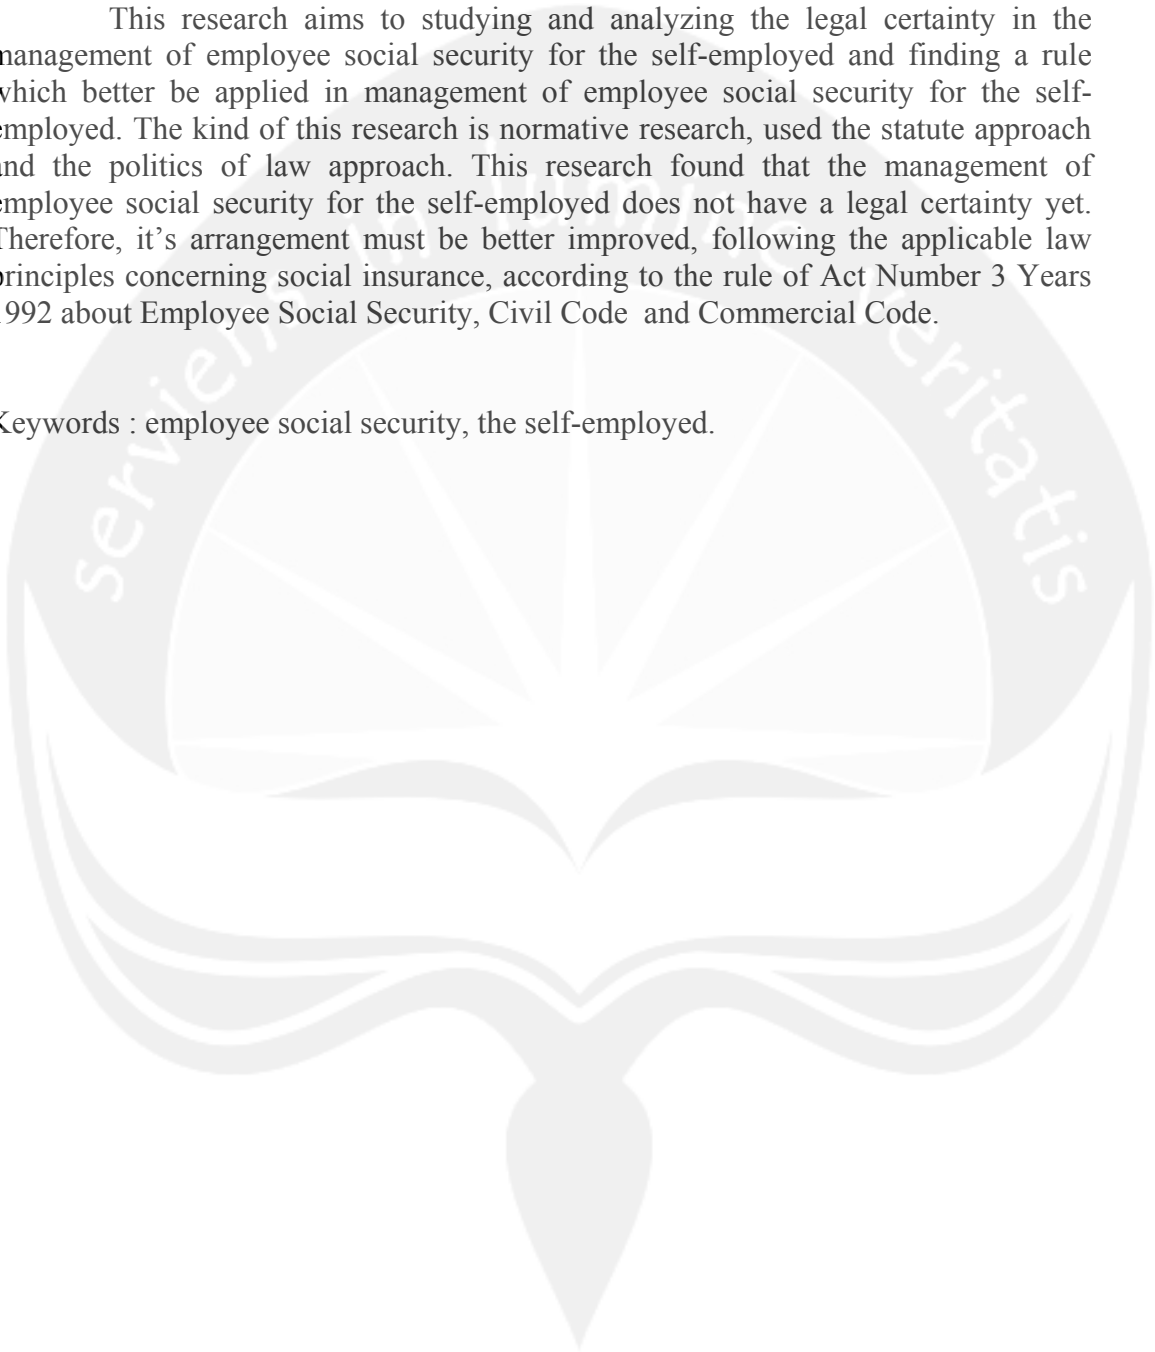 This research aims to studying and analyzing the legal certainty in the
management of employee social security for the self-employed and finding a rule
which better be applied in management of employee social security for the self-
employed. The kind of this research is normative research, used the statute approach
and the politics of law approach. This research found that the management of
employee social security for the self-employed does not have a legal certainty yet.
Therefore, it's arrangement must be better improved, following the applicable law
principles concerning social insurance, according to the rule of Act Number 3 Years
1992 about Employee Social Security, Civil Code and Commercial Code.
Keywords : employee social security, the self-employed.
serviens in lumine veritatis